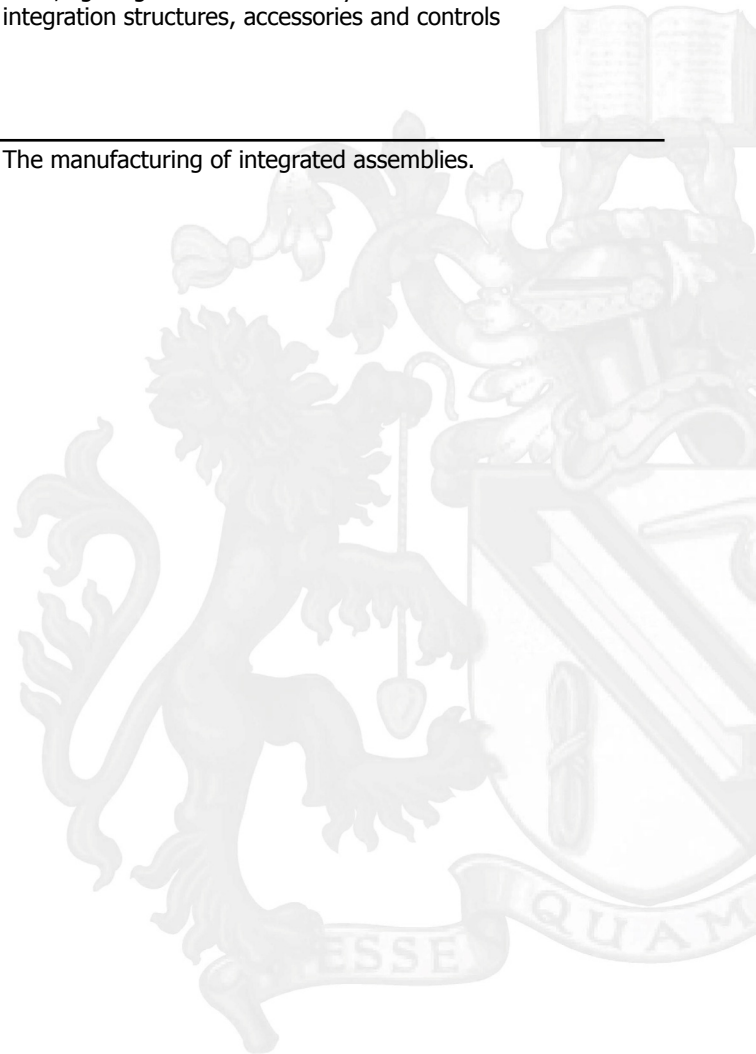 integration structures, accessories and controls
The manufacturing of integrated assemblies.
ESSE
QUAM